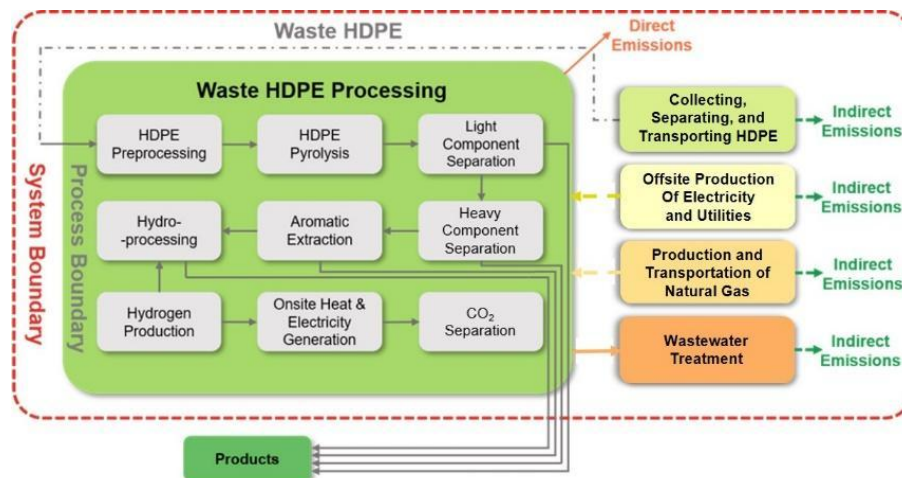 Waste HDPE
Direct
Emissions
Waste HDPE Processing
HDPE
Preprocessing
HDPE
Pyrolysis
Light
Component
Separation
Hydro-
-processing
Aromatic
Extraction
Heavy
Component
Separation
Hydrogen
Production
Onsite Heat &
Electricity
Generation
CO2
Separation
System Boundary
Process Boundary
Collecting,
Separating, and
Transporting HDPE
Indirect
Emissions
Offsite Production
Of Electricity
and Utilities
Indirect
Emissions
Production and
Transportation of
Natural Gas
Indirect
Emissions
Wastewater
Treatment
Indirect
Emissions
Products